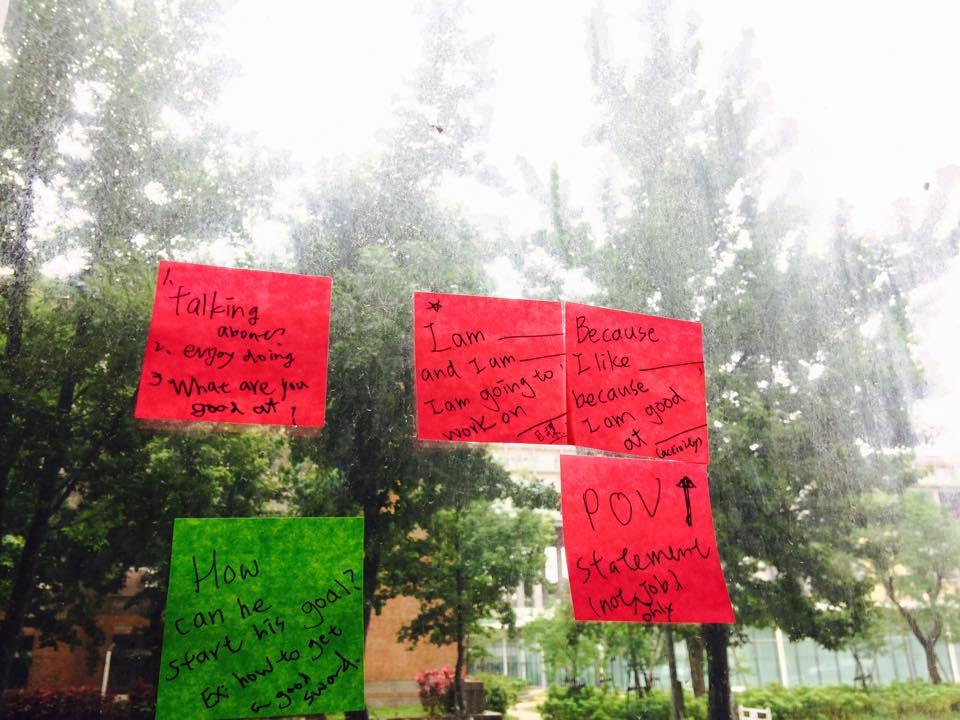 1.
talking
about
2. enjoy doing
3 What are you
good at ?
☆
I am ___
and I am ___
I am going to
work on ___
目標
Because
I like ___,
because
I am good
at ___
(activity)
POV ↑
statement
(not job)
only
How
can he
start his goal?
Ex: how to get
a good
sword.